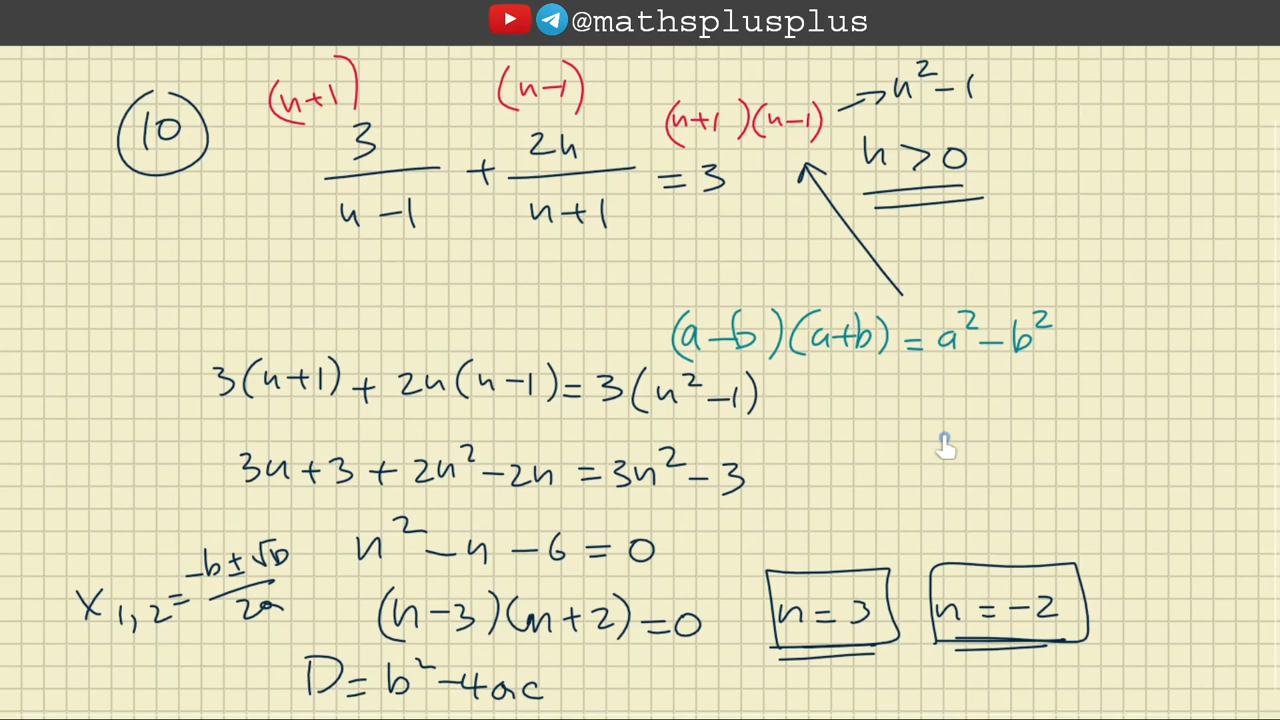 @mathsplusplus
(n+1) (n-1) (n+1)(n-1) → n² - 1
10
3/(n-1) + 2n/(n+1) = 3
n > 0
(a-b)(a+b) = a² - b²
3(n+1) + 2n(n-1) = 3(n² - 1)
3n + 3 + 2n² - 2n = 3n² - 3
n² - n - 6 = 0
x1,2 = (-b ± √D)/2a
(n-3)(n+2) = 0
n = 3
n = -2
D = b² - 4ac